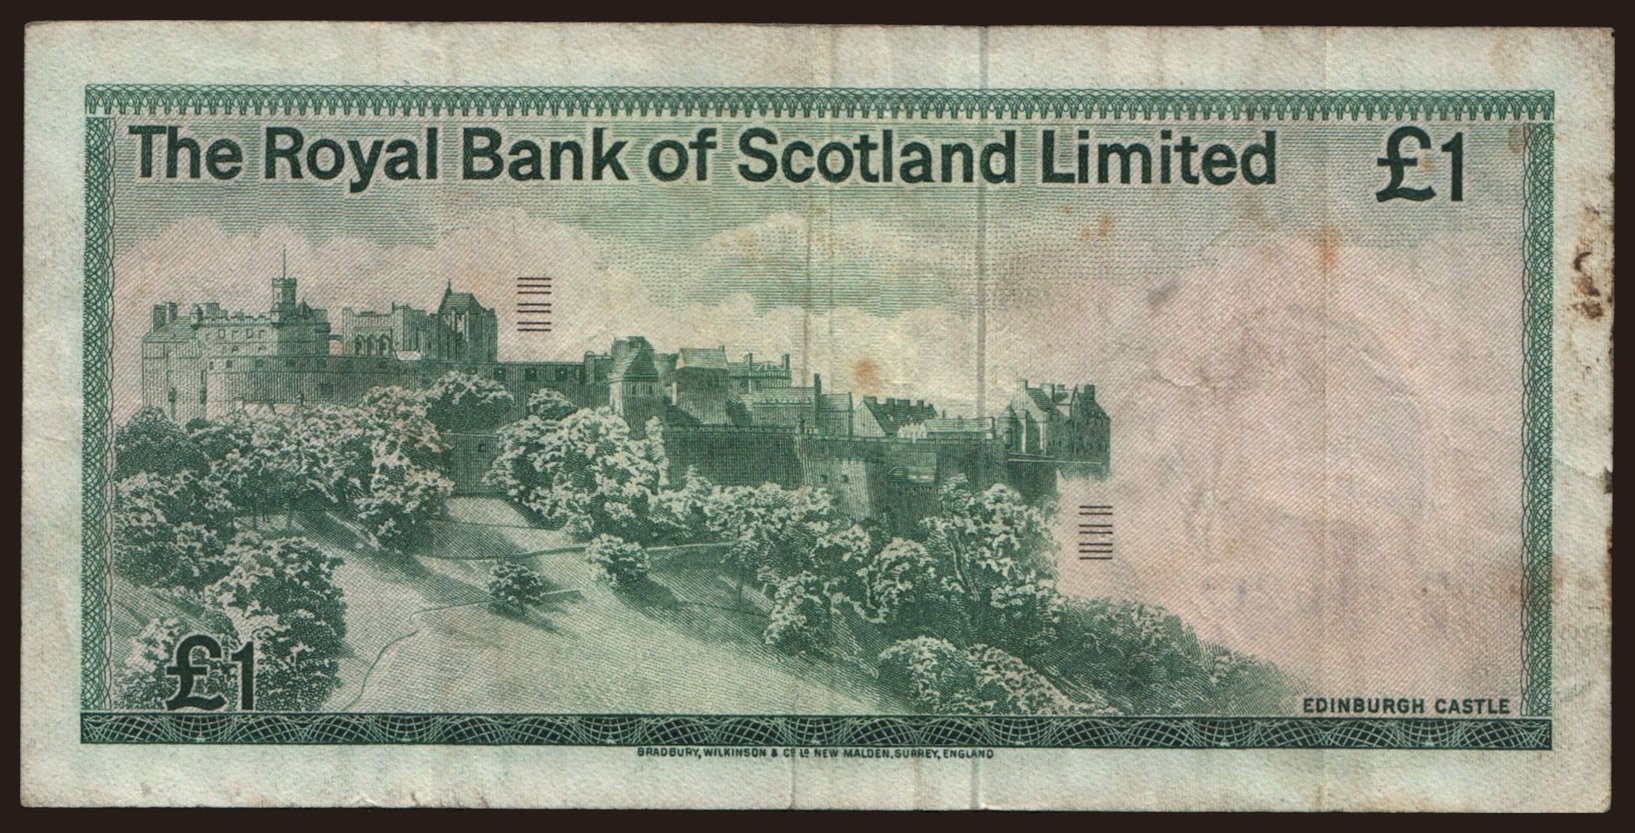 The Royal Bank of Scotland Limited £1
£1
EDINBURGH CASTLE
BRADBURY, WILKINSON & Cº Lᴰ NEW MALDEN, SURREY, ENGLAND